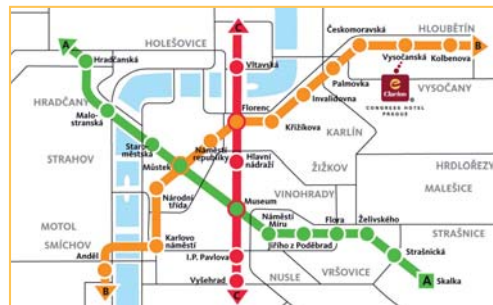 C
A
HOLEŠOVICE
Českomoravská
HLOUBĚTÍN
B
Hradčanská
Vltavská
Vysočanská
Kolbenova
Palmovka
VYSOČANY
HRADČANY
Invalidovna
Clarion
CONGRESS HOTEL
PRAGUE
Malo-
stranská
Florenc
Křižíkova
KARLÍN
Staro-
městská
Náměstí
republiky
Můstek
Hlavní
nádraží
ŽIŽKOV
HRDLOŘEZY
STRAHOV
MALEŠICE
Národní
třída
Museum
VINOHRADY
Náměstí
Míru
Flora
Želivského
STRAŠNICE
MOTOL
SMÍCHOV
Karlovo
náměstí
Jiřího z Poděbrad
Strašnická
Anděl
I.P. Pavlova
VRŠOVICE
Vyšehrad
NUSLE
A
Skalka
B
C